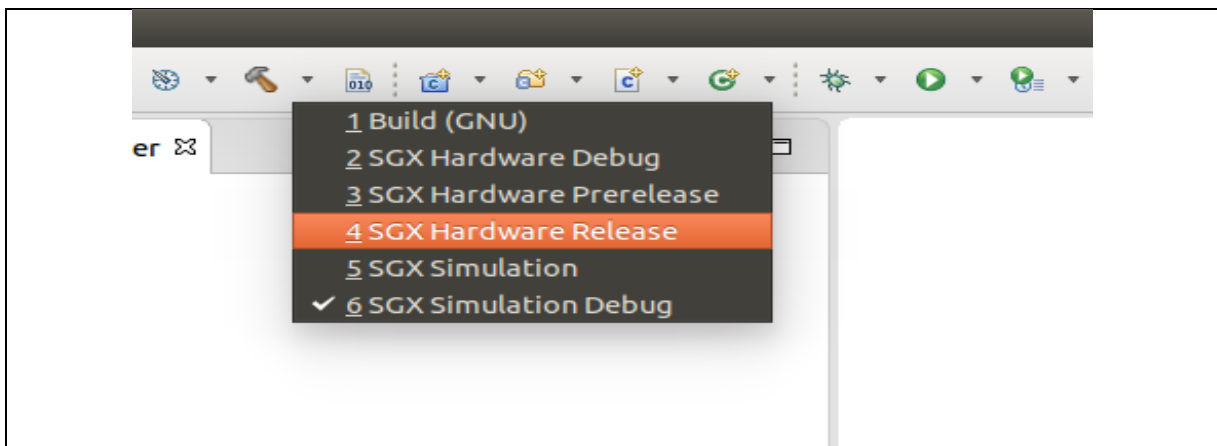 010
er
1 Build (GNU)
2 SGX Hardware Debug
3 SGX Hardware Prerelease
4 SGX Hardware Release
5 SGX Simulation
6 SGX Simulation Debug